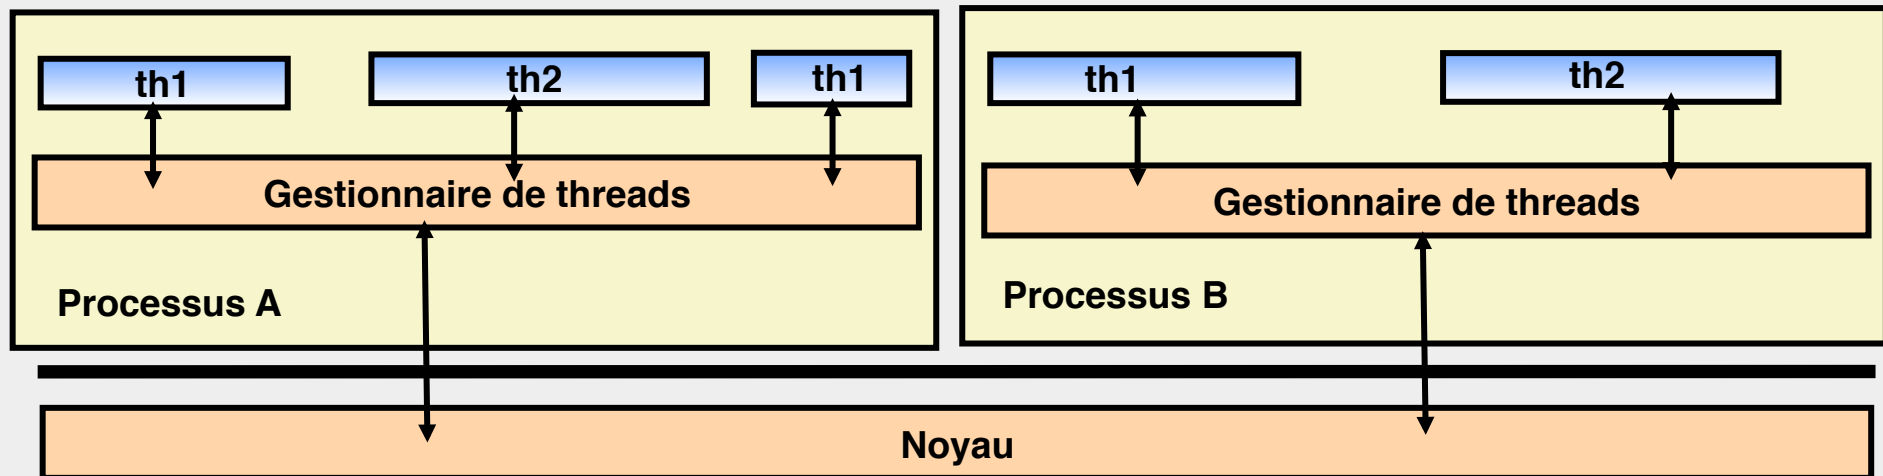 th1
th2
th1
th1
th2
Gestionnaire de threads
Gestionnaire de threads
Processus A
Processus B
Noyau